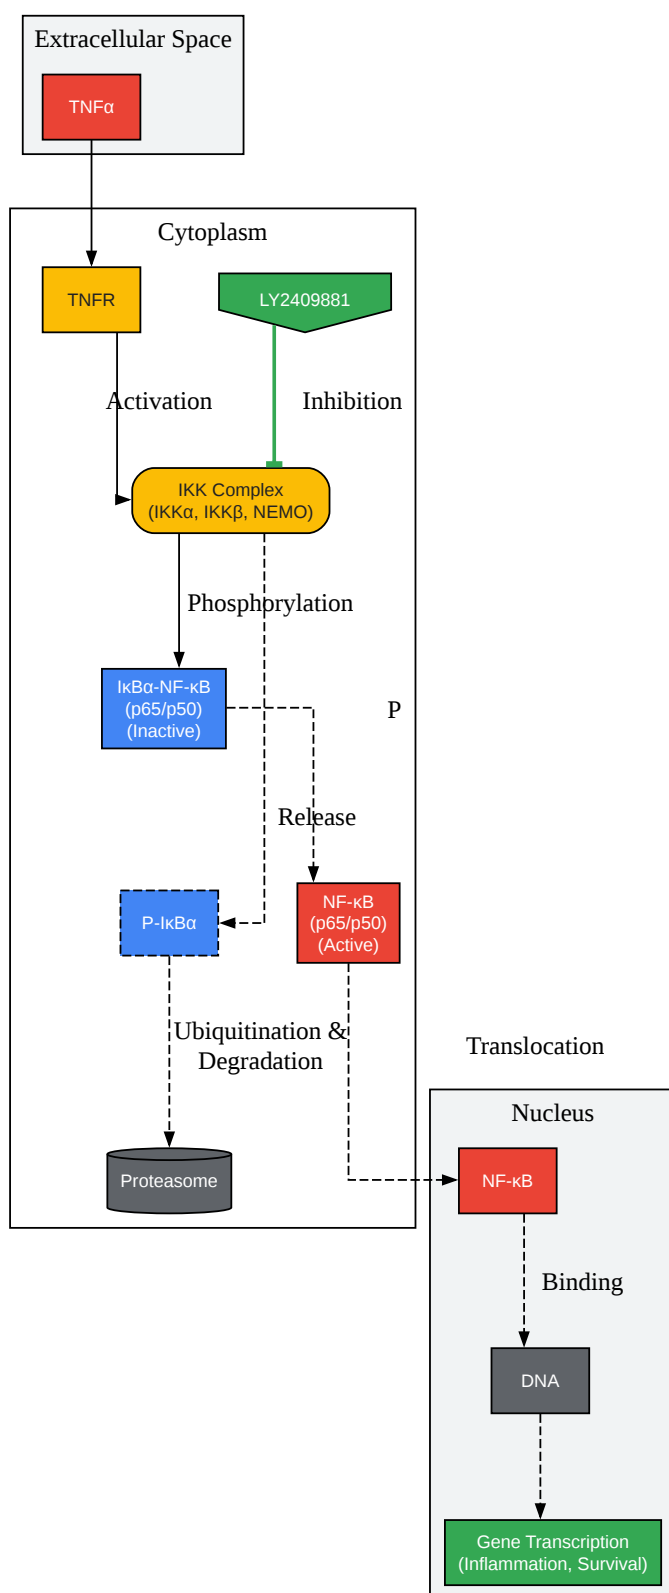 Extracellular Space
TNFα
Cytoplasm
TNFR
LY2409881
Activation
Inhibition
IKK Complex
(IKKα, IKKβ, NEMO)
Phosphorylation
IκBα-NF-κB
(p65/p50)
(Inactive)
P
Release
P-IκBα
NF-κB
(p65/p50)
(Active)
Ubiquitination &
Degradation
Translocation
Nucleus
Proteasome
NF-κB
Binding
DNA
Gene Transcription
(Inflammation, Survival)